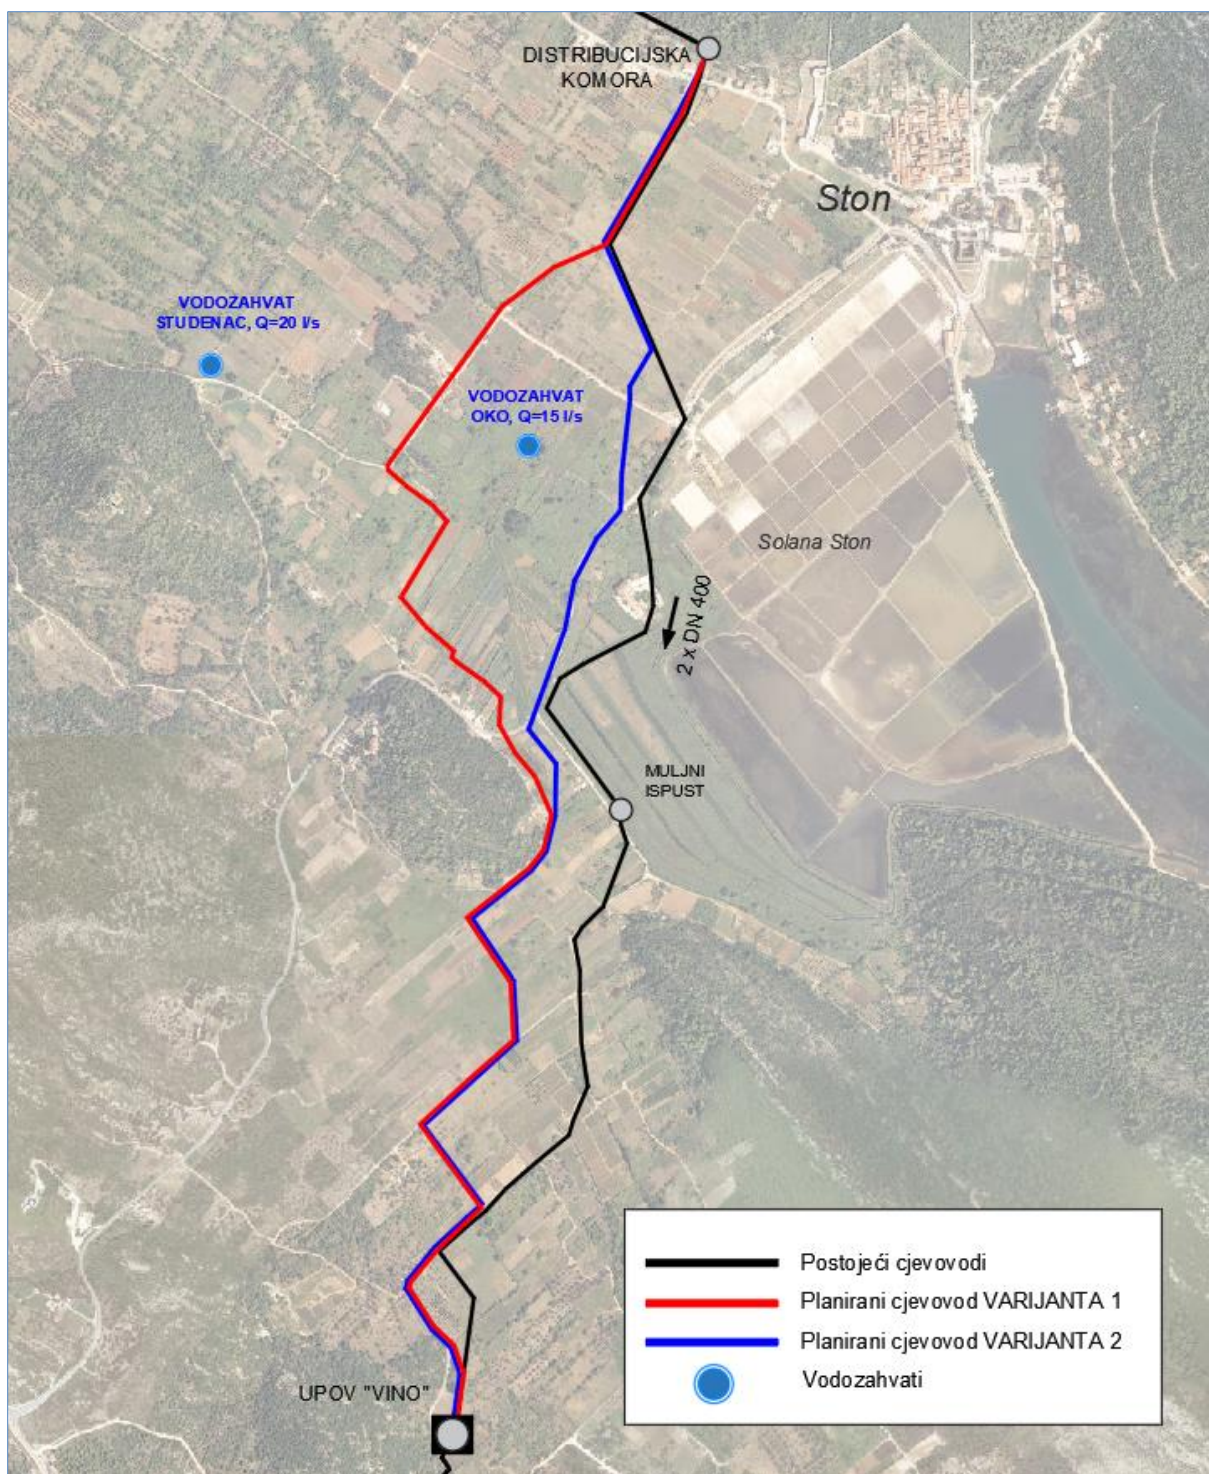 DISTRIBUCIJSKA
KOMORA
Ston
VODOZAHVAT
STUDENAC, Q=20 l/s
VODOZAHVAT
OKO, Q=15 l/s
Solana Ston
2 x DN 400
MULJNI
ISPUST
UPOV "VINO"
Postojeći cjevovodi
Planirani cjevovod VARIJANTA 1
Planirani cjevovod VARIJANTA 2
Vodozahvati